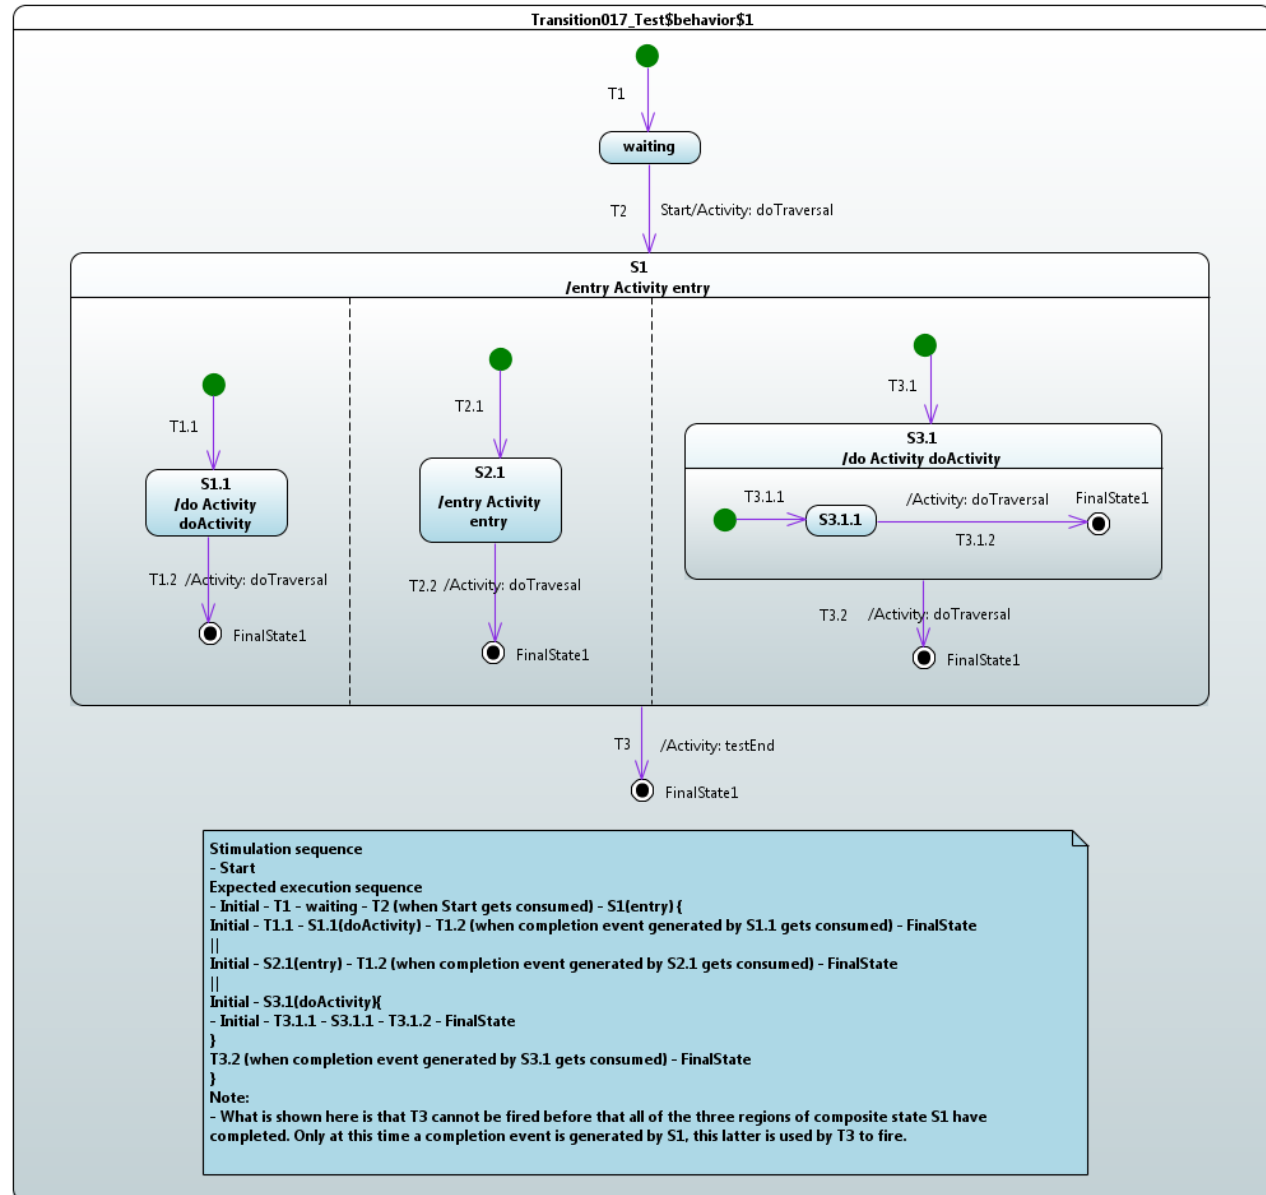 Transition017_Test$behavior$1
T1
waiting
T2
Start/Activity: doTraversal
S1
/entry Activity entry
T1.1
S1.1
/do Activity
doActivity
T1.2 /Activity: doTraversal
FinalState1
T2.1
S2.1
/entry Activity
entry
T2.2 /Activity: doTravesal
FinalState1
T3.1
S3.1
/do Activity doActivity
T3.1.1
S3.1.1
/Activity: doTraversal
T3.1.2
FinalState1
T3.2 /Activity: doTraversal
FinalState1
T3 /Activity: testEnd
FinalState1
Stimulation sequence
- Start
Expected execution sequence
- Initial - T1 - waiting - T2 (when Start gets consumed) - S1(entry) {
Initial - T1.1 - S1.1(doActivity) - T1.2 (when completion event generated by S1.1 gets consumed) - FinalState
||
Initial - S2.1(entry) - T1.2 (when completion event generated by S2.1 gets consumed) - FinalState
||
Initial - S3.1(doActivity){
- Initial - T3.1.1 - S3.1.1 - T3.1.2 - FinalState
}
T3.2 (when completion event generated by S3.1 gets consumed) - FinalState
}
Note:
- What is shown here is that T3 cannot be fired before that all of the three regions of composite state S1 have
completed. Only at this time a completion event is generated by S1, this latter is used by T3 to fire.